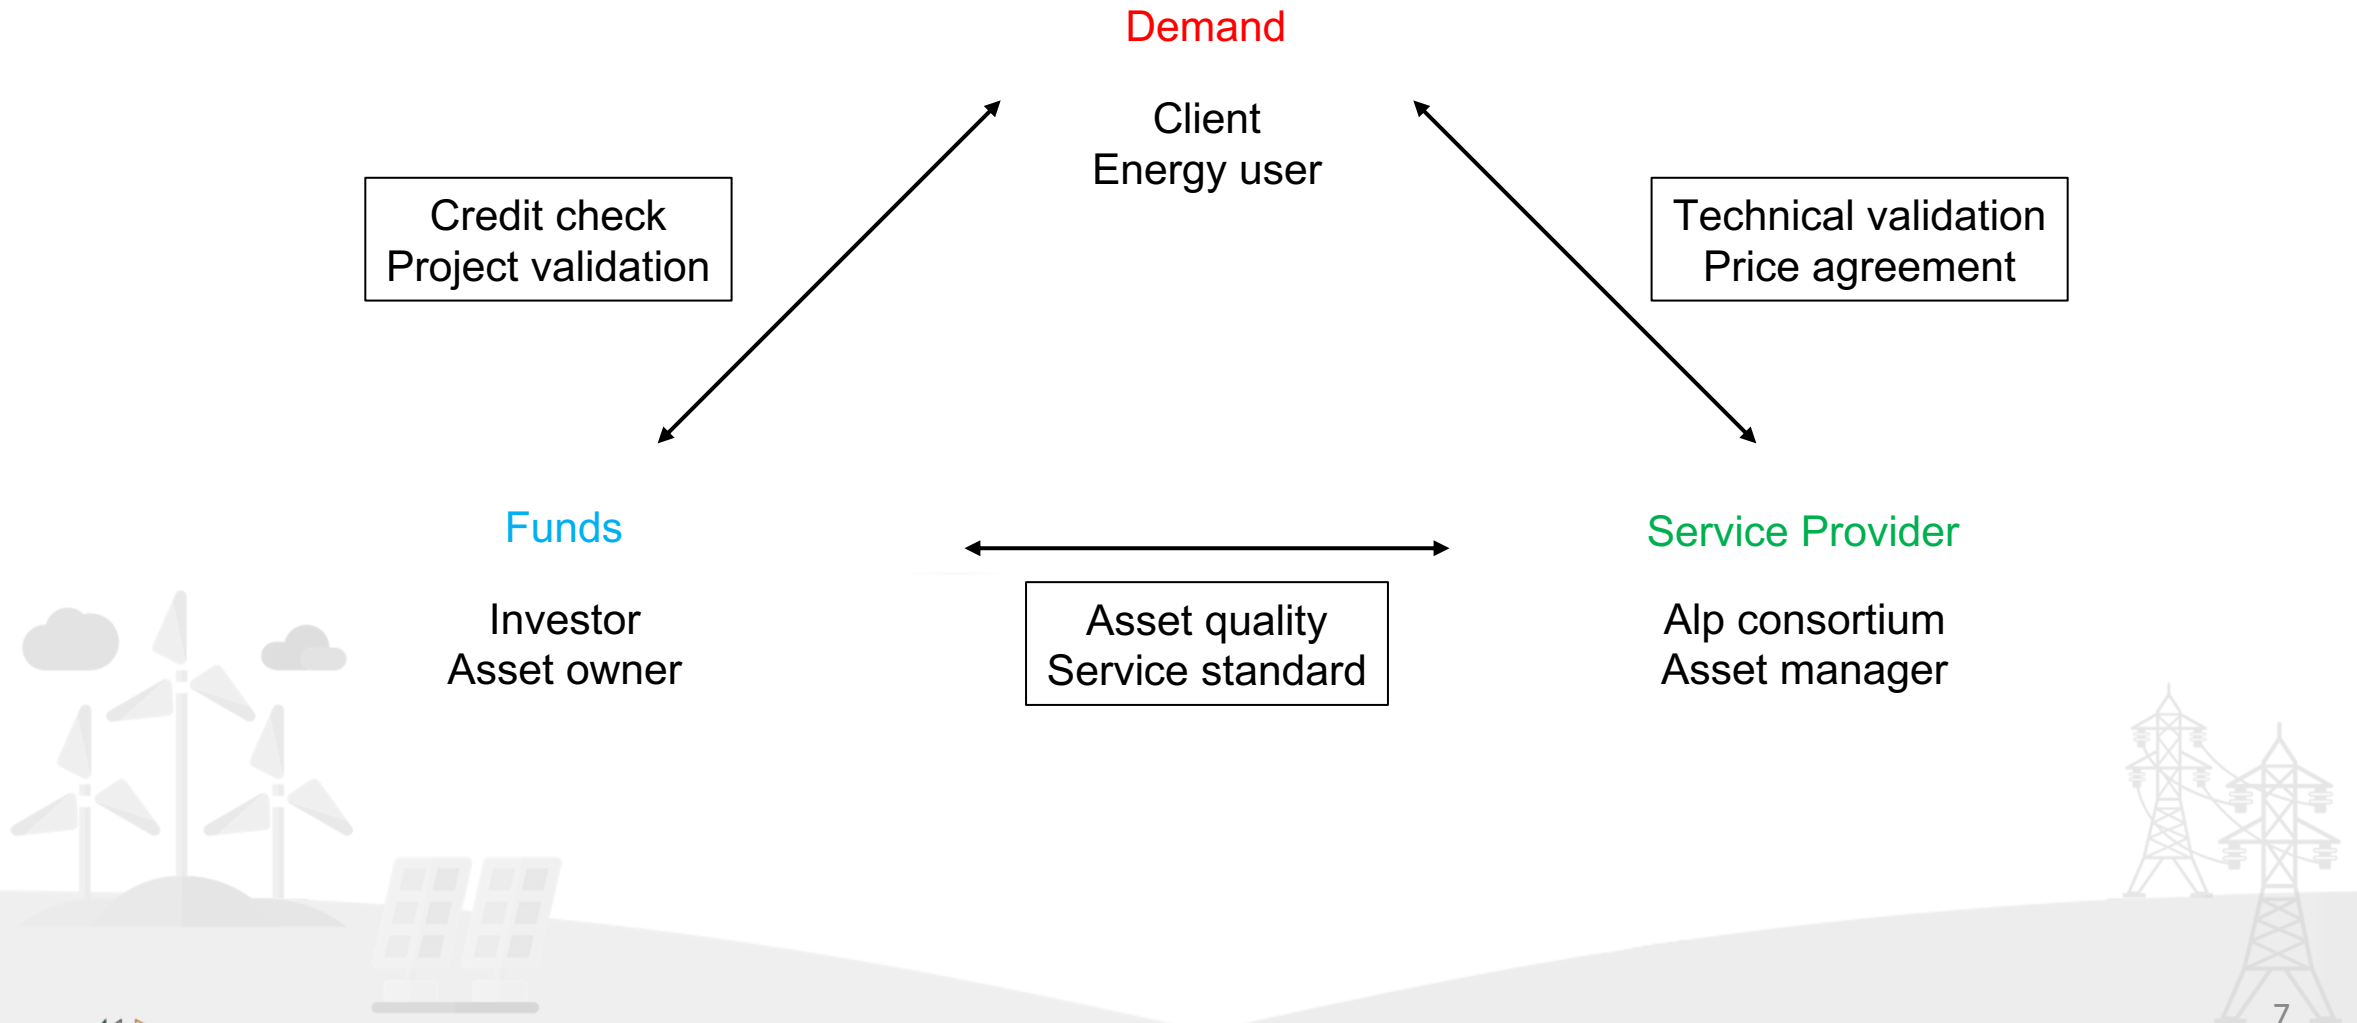 Demand
Client
Energy user
Credit check
Project validation
Technical validation
Price agreement
Funds
Investor
Asset owner
Asset quality
Service standard
Service Provider
Alp consortium
Asset manager
7